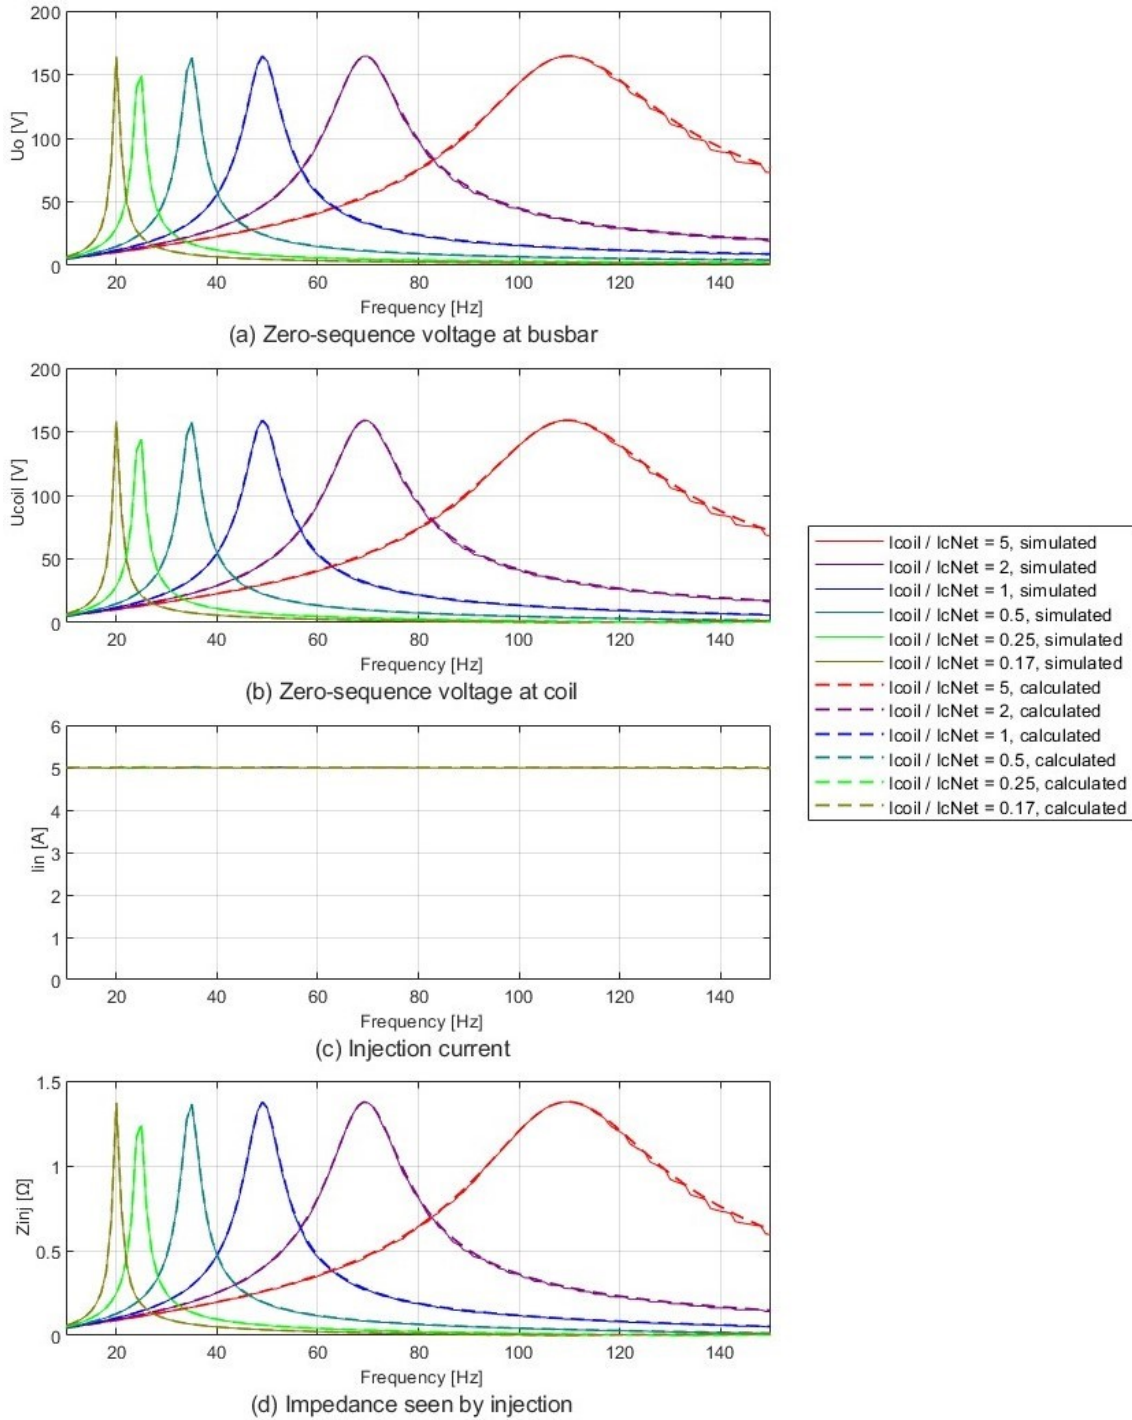 200
150
100
50
0
Uo [V]
20 40 60 80 100 120 140
Frequency [Hz]
(a) Zero-sequence voltage at busbar
200
150
100
50
0
Ucoil [V]
20 40 60 80 100 120 140
Frequency [Hz]
(b) Zero-sequence voltage at coil
6
5
4
3
2
1
0
Iin [A]
20 40 60 80 100 120 140
Frequency [Hz]
(c) Injection current
1.5
1
0.5
0
Zinj [Ω]
20 40 60 80 100 120 140
Frequency [Hz]
(d) Impedance seen by injection
Icoil / IcNet = 5, simulated
Icoil / IcNet = 2, simulated
Icoil / IcNet = 1, simulated
Icoil / IcNet = 0.5, simulated
Icoil / IcNet = 0.25, simulated
Icoil / IcNet = 0.17, simulated
Icoil / IcNet = 5, calculated
Icoil / IcNet = 2, calculated
Icoil / IcNet = 1, calculated
Icoil / IcNet = 0.5, calculated
Icoil / IcNet = 0.25, calculated
Icoil / IcNet = 0.17, calculated